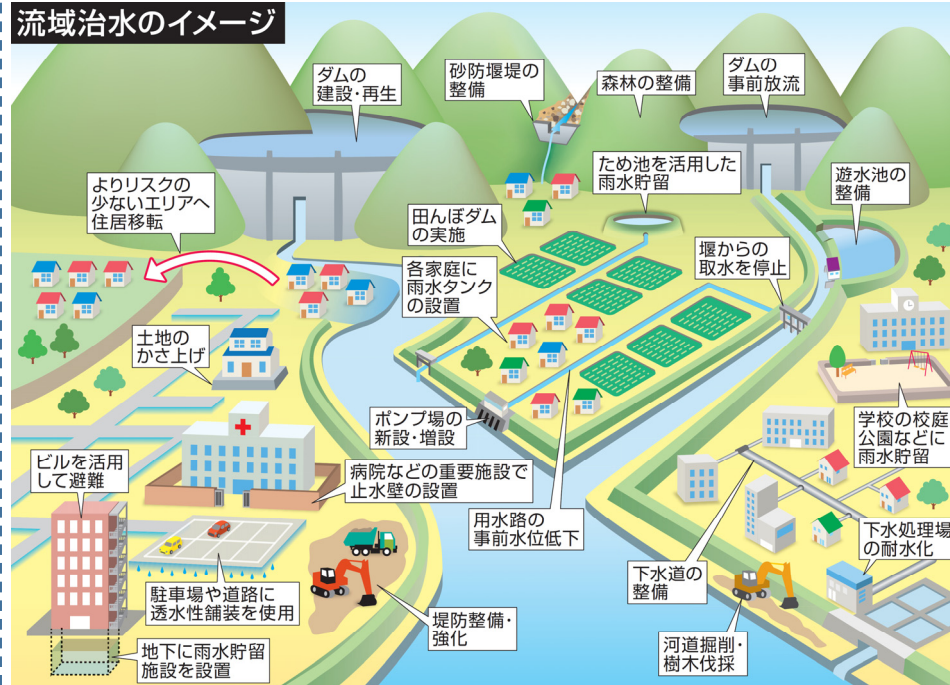 流域治水のイメージ
ダムの
建設･再生
砂防堰堤の
整備
森林の整備
ダムの
事前放流
よりリスクの
少ないエリアへ
住居移転
ため池を活用した
雨水貯留
遊水池の
整備
田んぼダム
の実施
堰からの
取水を停止
各家庭に
雨水タンク
の設置
土地の
かさ上げ
ポンプ場の
新設･増設
学校の校庭
公園などに
雨水貯留
ビルを活用
して避難
病院などの重要施設で
止水壁の設置
用水路の
事前水位低下
下水処理場
の耐水化
下水道の
整備
駐車場や道路に
透水性舗装を使用
堤防整備･
強化
河道掘削･
樹木伐採
地下に雨水貯留
施設を設置